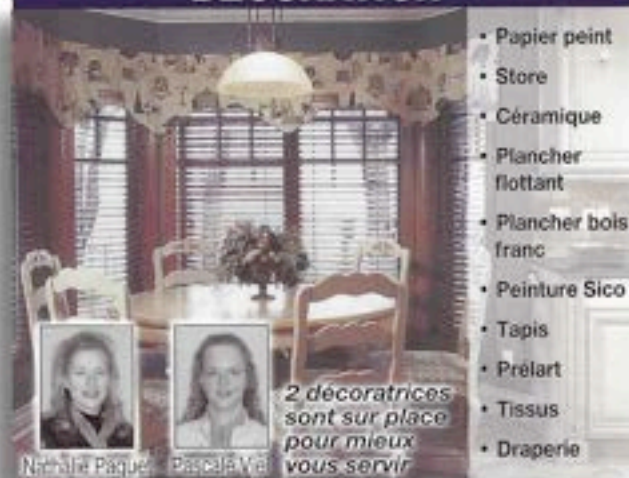 • Papier peint
• Store
• Céramique
• Plancher
flottant
• Plancher bois
franc
• Peinture Sico
• Tapis
• Prélart
• Tissus
• Draperie
2 décoratrices
sont sur place
pour mieux
vous servir
Nathalie Paquet
Pascale Viel